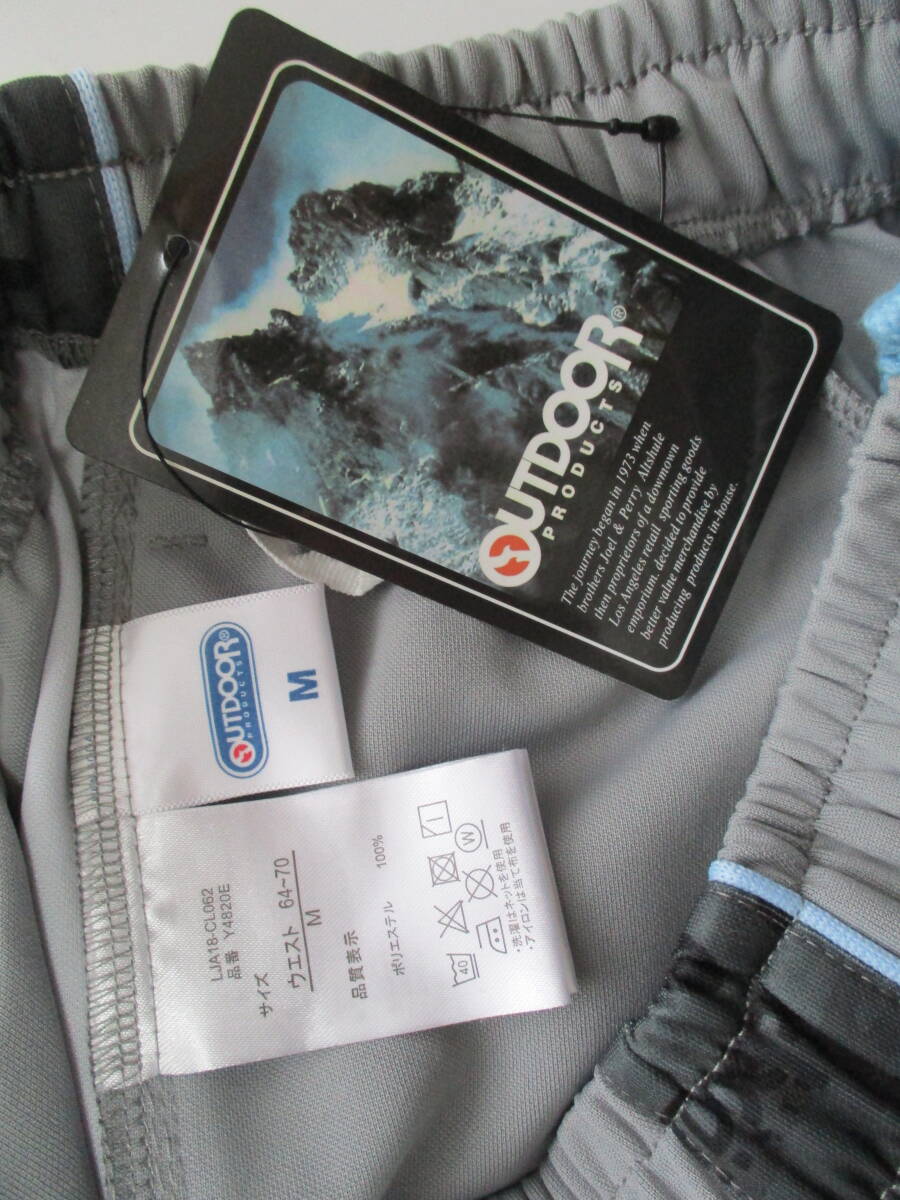 OUTDOOR®
PRODUCTS
The journey began in 1973 when
brothers Joel & Perry Altshule
then proprietors of a dowmown
Los Angeles retail sporting goods
emporium, decided to provide
better value merchandise by
producing products in-house.
OUTDOOR®
PRODUCTS
M
LJA18-CL062
品番 Y4820E
サイズ
ウエスト 64~70
M
品質表示
ポリエステル 100%
40
W
・洗濯はネットを使用
・アイロンは当て布を使用